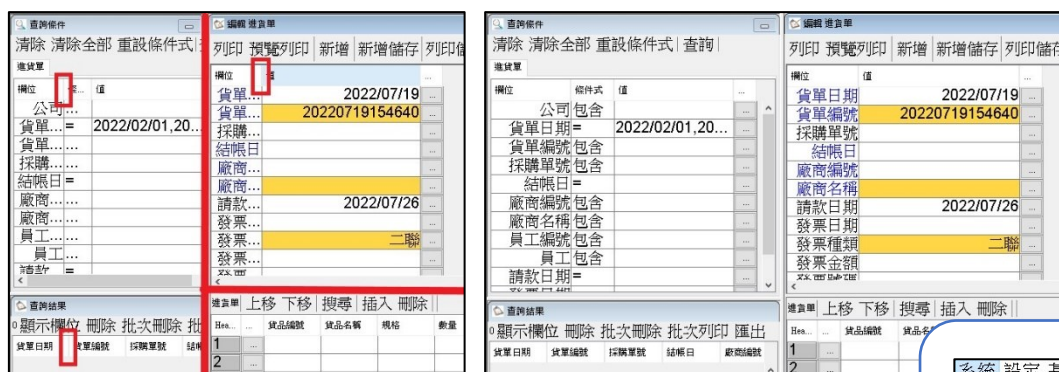 查詢條件
清除 清除全部 重設條件式
進貨單
欄位 條... 值
公司 ...
貨單... = 2022/02/01,20...
貨單... ...
採購... ...
結帳日 =
廠商... ...
廠商... ...
員工... ...
員工 ...
請款 =
查詢結果
顯示欄位 刪除 批次刪除 批
貨單日期 貨單編號 採購單號 結帳
編輯 進貨單
列印 預覽列印 新增 新增儲存 列印儲
欄位 值 ...
貨單... 2022/07/19 ...
貨單... 20220719154640 ...
採購... ...
結帳日 ...
廠商... ...
廠商... ...
請款... 2022/07/26 ...
發票... ...
發票... 二聯 ...
發票... ...
發票
進貨單 上移 下移 搜尋 插入 刪除
Hea... ... 貨品編號 貨品名稱 規格 數量
1 ...
2 ...
查詢條件
清除 清除全部 重設條件式 查詢
進貨單
欄位 條件式 值 ...
公司 包含 ...
貨單日期 = 2022/02/01,20... ...
貨單編號 包含 ...
採購單號 包含 ...
結帳日 = ...
廠商編號 包含 ...
廠商名稱 包含 ...
員工編號 包含 ...
員工 包含 ...
請款日期 = ...
查詢結果
顯示欄位 刪除 批次刪除 批次列印 匯出
貨單日期 貨單編號 採購單號 結帳日 廠商編號
編輯 進貨單
列印 預覽列印 新增 新增儲存 列印儲存
欄位 值 ...
貨單日期 2022/07/19 ...
貨單編號 20220719154640 ...
採購單號 ...
結帳日 ...
廠商編號 ...
廠商名稱 ...
請款日期 2022/07/26 ...
發票日期 ...
發票種類 二聯 ...
發票金額 ...
發票號碼
進貨單 上移 下移 搜尋 插入 刪除
Hea... ... 貨品編號 貨品名
1 ...
2 ...
系統 設定